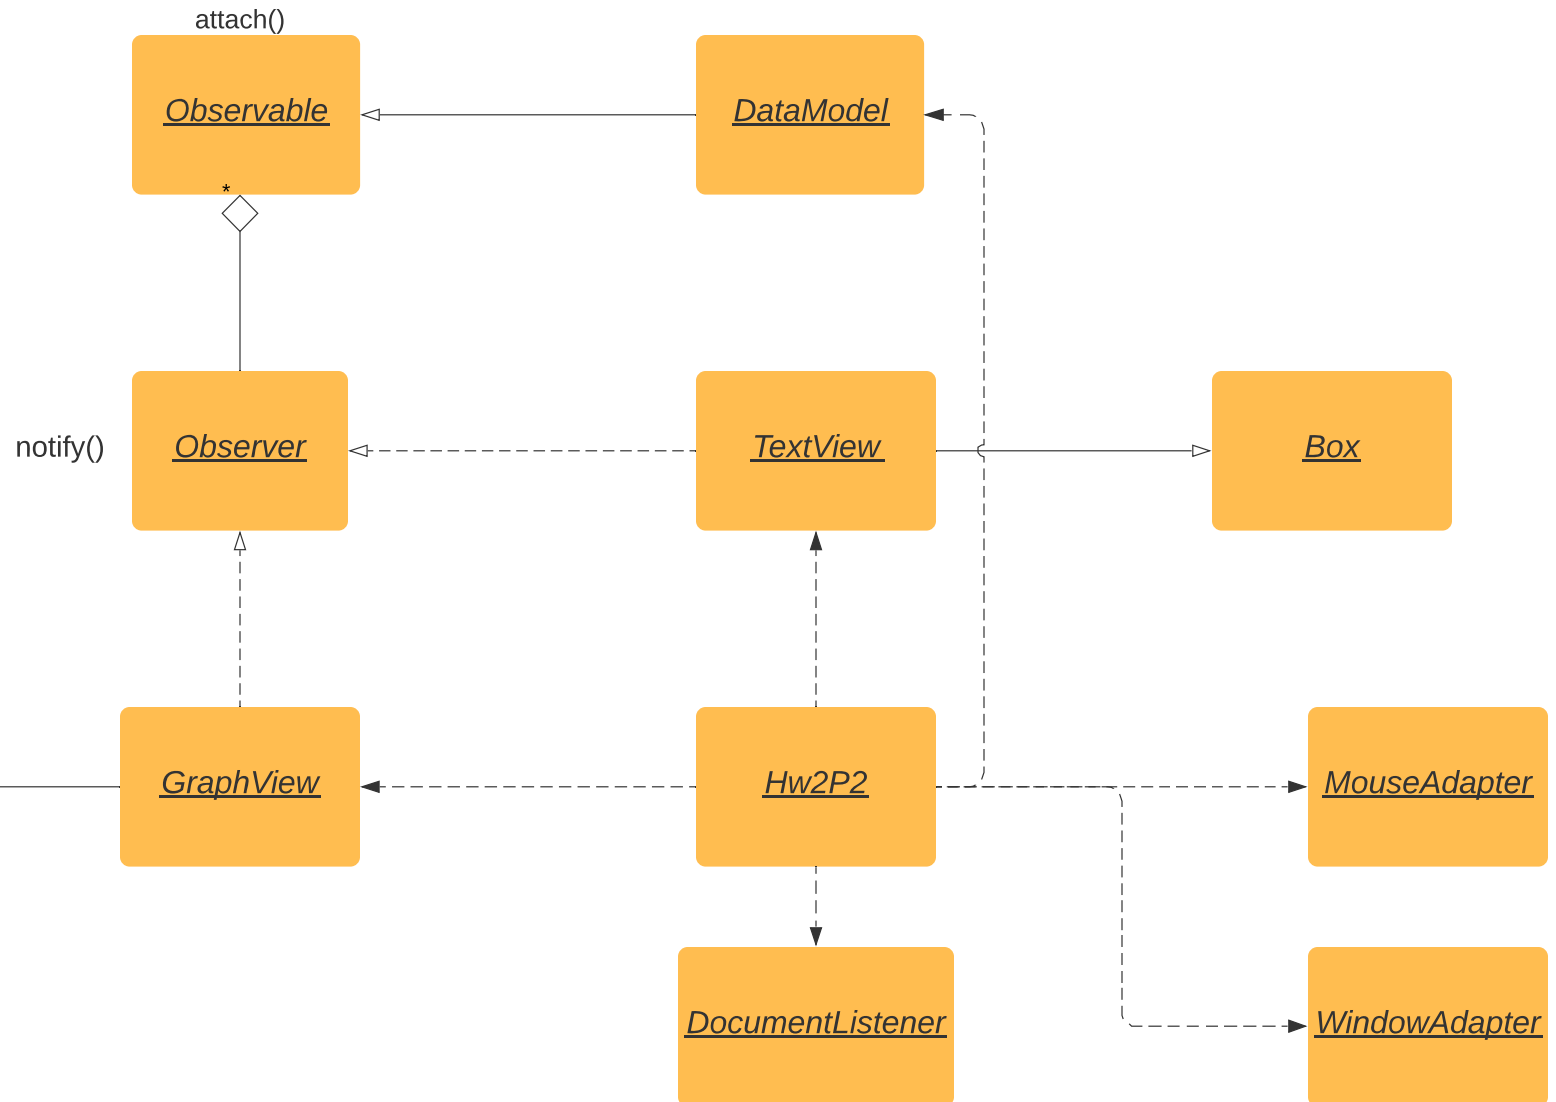 attach()
Observable
DataModel
*
notify()
Observer
TextView
Box
GraphView
Hw2P2
MouseAdapter
DocumentListener
WindowAdapter